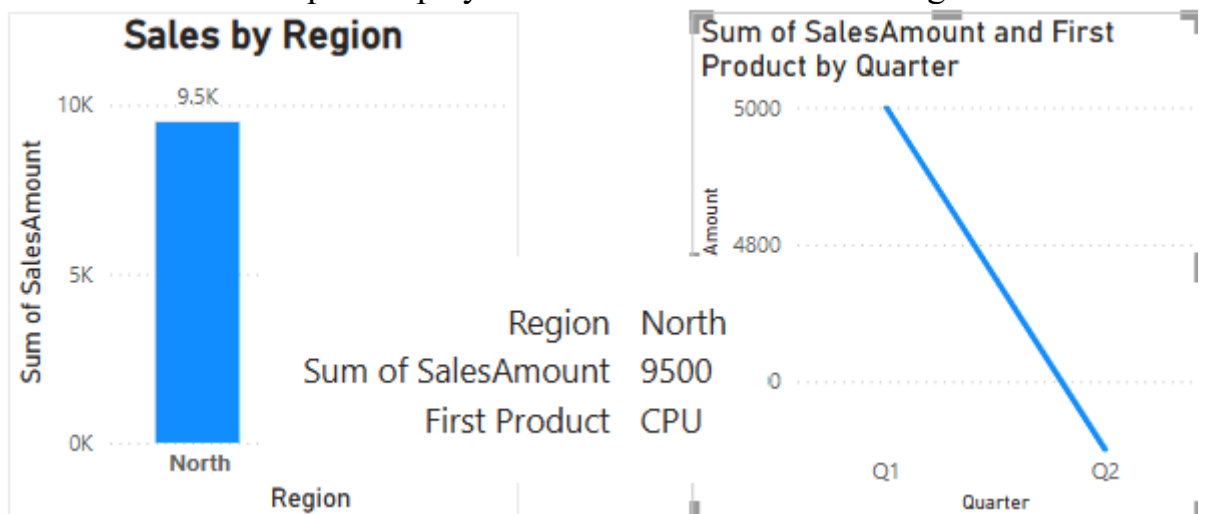 Sales by Region
10K
9.5K
5K
0K
Sum of SalesAmount
North
Region
Region North
Sum of SalesAmount 9500
First Product CPU
Sum of SalesAmount and First
Product by Quarter
5000
4800
0
Amount
Q1 Q2
Quarter